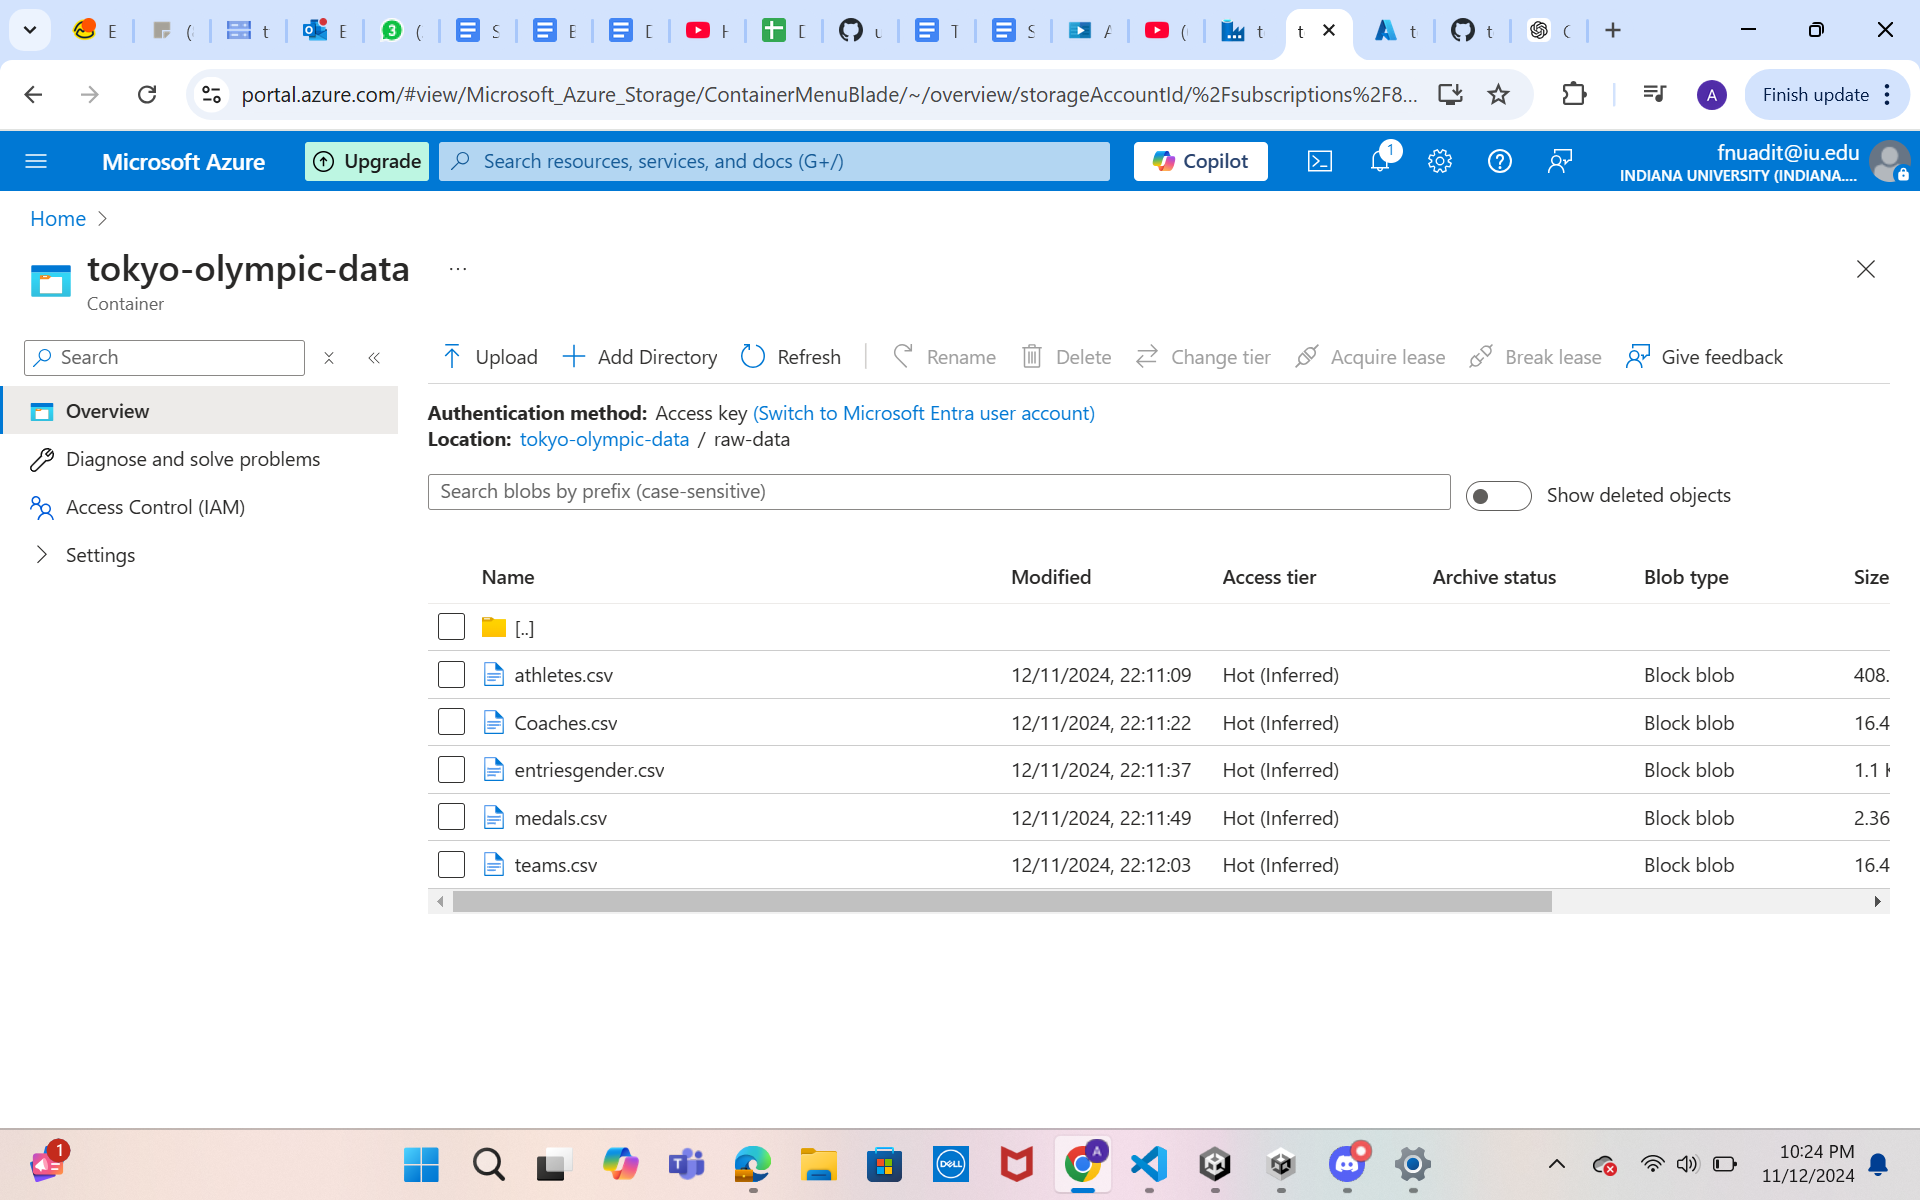 portal.azure.com/#view/Microsoft_Azure_Storage/ContainerMenuBlade/~/overview/storageAccountId/%2Fsubscriptions%2F8...
A
Finish update
Microsoft Azure
Upgrade
Search resources, services, and docs (G+/)
Copilot
1
fnuadit@iu.edu
INDIANA UNIVERSITY (INDIANA....
Home
tokyo-olympic-data
...
Container
Search
Upload
Add Directory
Refresh
Rename
Delete
Change tier
Acquire lease
Break lease
Give feedback
Overview
Diagnose and solve problems
Access Control (IAM)
Settings
Authentication method: Access key (Switch to Microsoft Entra user account)
Location: tokyo-olympic-data / raw-data
Search blobs by prefix (case-sensitive)
Show deleted objects
Name Modified Access tier Archive status Blob type Size
[..]
athletes.csv 12/11/2024, 22:11:09 Hot (Inferred) Block blob 408.
Coaches.csv 12/11/2024, 22:11:22 Hot (Inferred) Block blob 16.4
entriesgender.csv 12/11/2024, 22:11:37 Hot (Inferred) Block blob 1.1
medals.csv 12/11/2024, 22:11:49 Hot (Inferred) Block blob 2.36
teams.csv 12/11/2024, 22:12:03 Hot (Inferred) Block blob 16.4
1
DELL
A
10:24 PM
11/12/2024